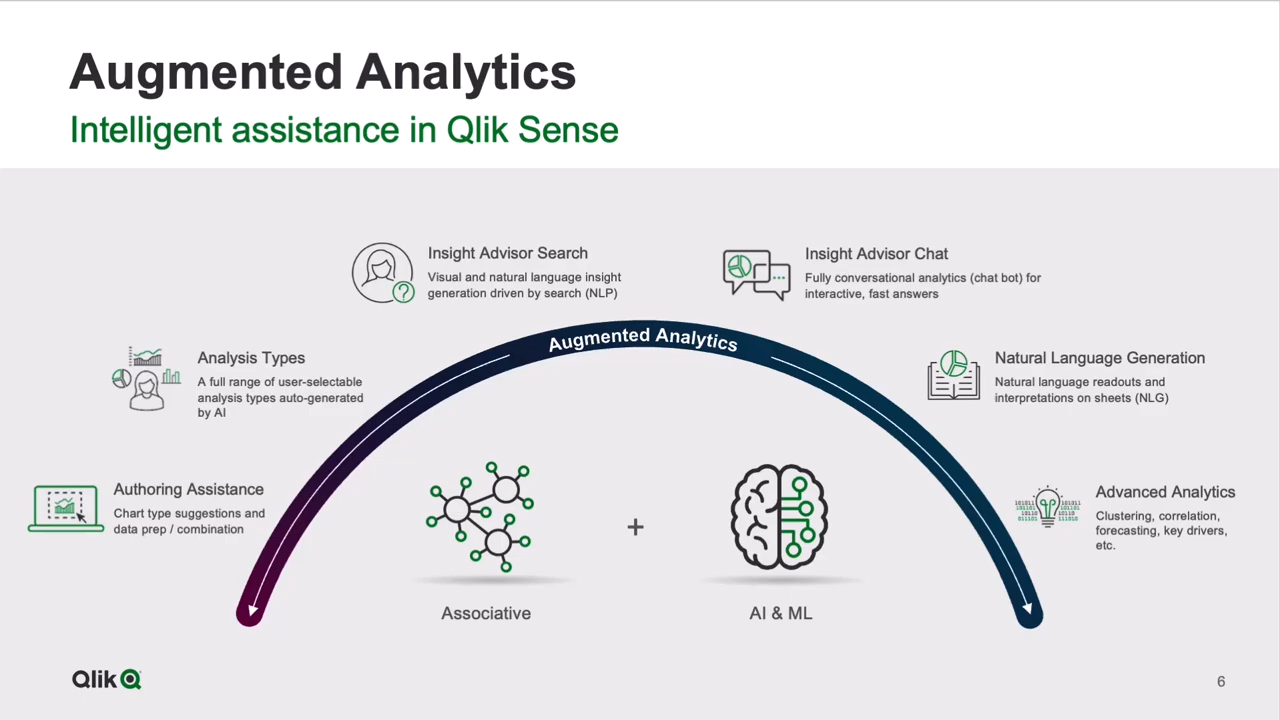 Augmented Analytics
Intelligent assistance in Qlik Sense
Insight Advisor Search
Visual and natural language insight
generation driven by search (NLP)
Insight Advisor Chat
Fully conversational analytics (chat bot) for
interactive, fast answers
Augmented Analytics
Analysis Types
A full range of user-selectable
analysis types auto-generated
by AI
Natural Language Generation
Natural language readouts and
interpretations on sheets (NLG)
Authoring Assistance
Chart type suggestions and
data prep / combination
+
Advanced Analytics
Clustering, correlation,
forecasting, key drivers,
etc.
Associative
AI & ML
Qlik
6